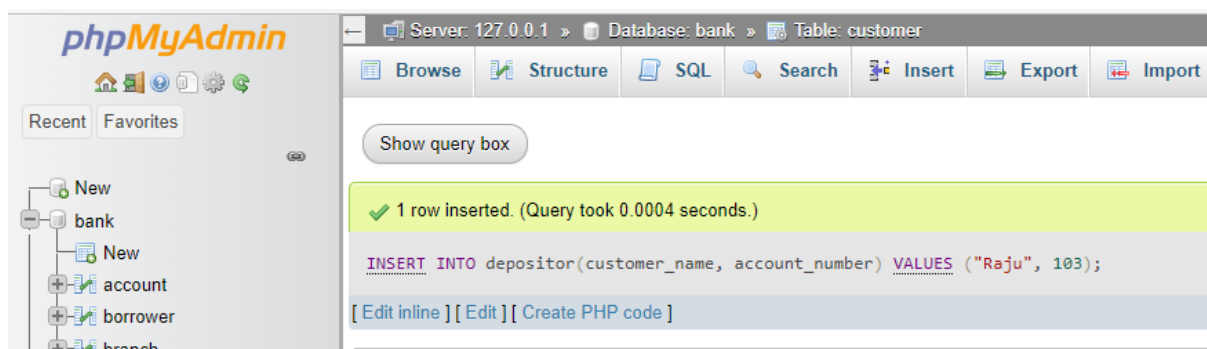 phpMyAdmin
Recent Favorites
New
bank
New
account
borrower
branch
Server: 127.0.0.1 » Database: bank » Table: customer
Browse Structure SQL Search Insert Export Import
Show query box
1 row inserted. (Query took 0.0004 seconds.)
INSERT INTO depositor(customer_name, account_number) VALUES ("Raju", 103);
[ Edit inline ] [ Edit ] [ Create PHP code ]